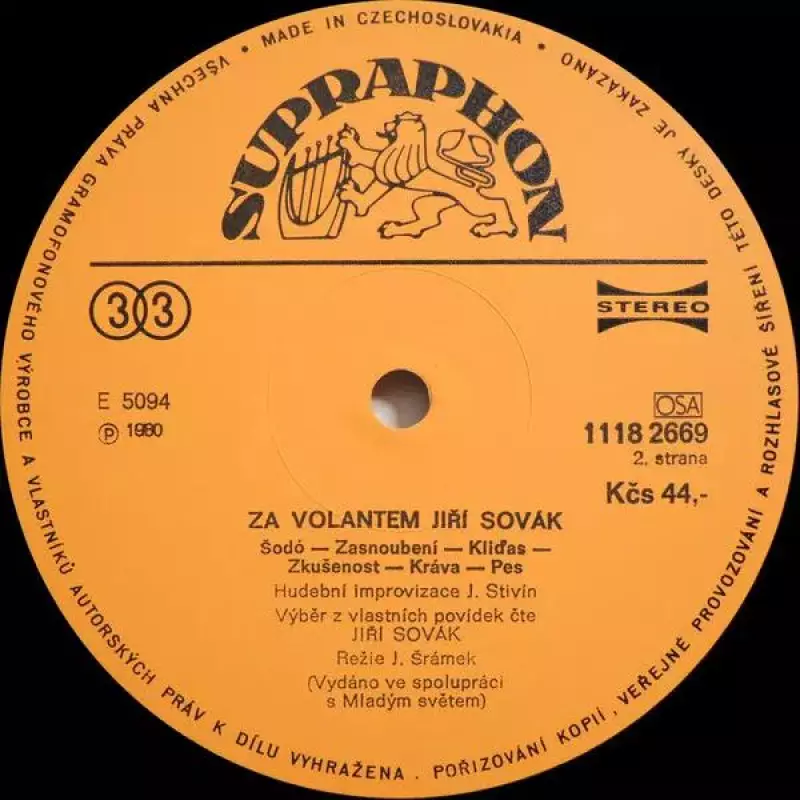 VŠECHNA PRÁVA GRAMOFONOVÉHO VÝROBCE A VLASTNÍKŮ AUTORSKÝCH PRÁV K DÍLU VYHRAŽENA . POŘIZOVÁNÍ KOPIÍ , VEŘEJNÉ PROVOZOVÁNÍ A ROZHLASOVÉ ŠÍŘENÍ TÉTO DESKY JE ZAKÁZÁNO
• MADE IN CZECHOSLOVAKIA •
SUPRAPHON
33
STEREO
E 5094
℗ 1980
OSA
1118 2669
2. strana
Kčs 44,-
ZA VOLANTEM JIŘÍ SOVÁK
Šodó — Zasnoubení — Kliďas —
Zkušenost — Kráva — Pes
Hudební improvizace J. Stivín
Výběr z vlastních povídek čte
JIŘÍ SOVÁK
Režie J. Šrámek
(Vydáno ve spolupráci
s Mladým světem)